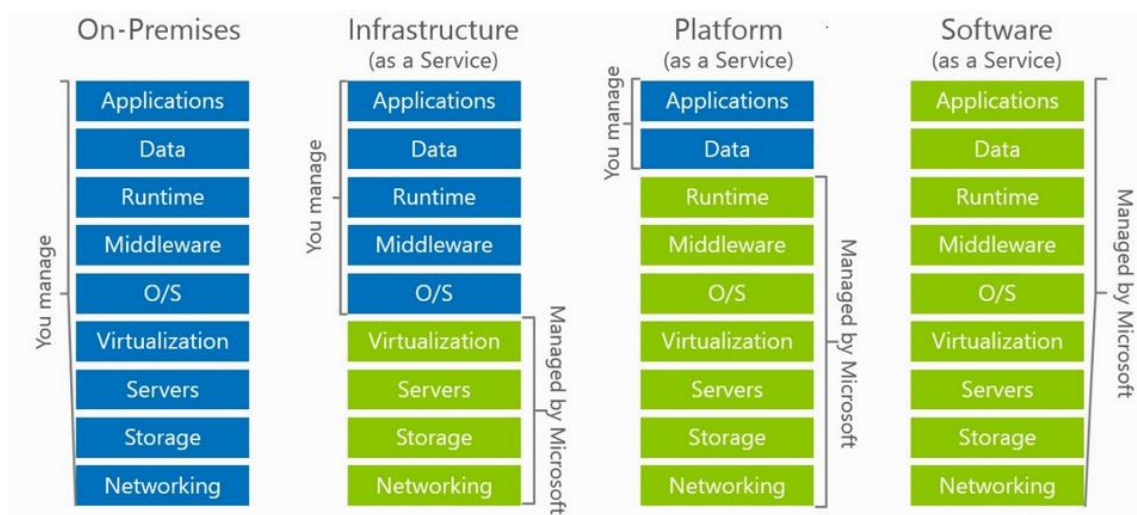 On-Premises
You manage
Applications
Data
Runtime
Middleware
O/S
Virtualization
Servers
Storage
Networking
Infrastructure
(as a Service)
You manage
Applications
Data
Runtime
Middleware
O/S
Virtualization
Servers
Storage
Networking
Managed by Microsoft
Platform
(as a Service)
You manage
Applications
Data
Runtime
Middleware
O/S
Virtualization
Servers
Storage
Networking
Managed by Microsoft
Software
(as a Service)
Applications
Data
Runtime
Middleware
O/S
Virtualization
Servers
Storage
Networking
Managed by Microsoft